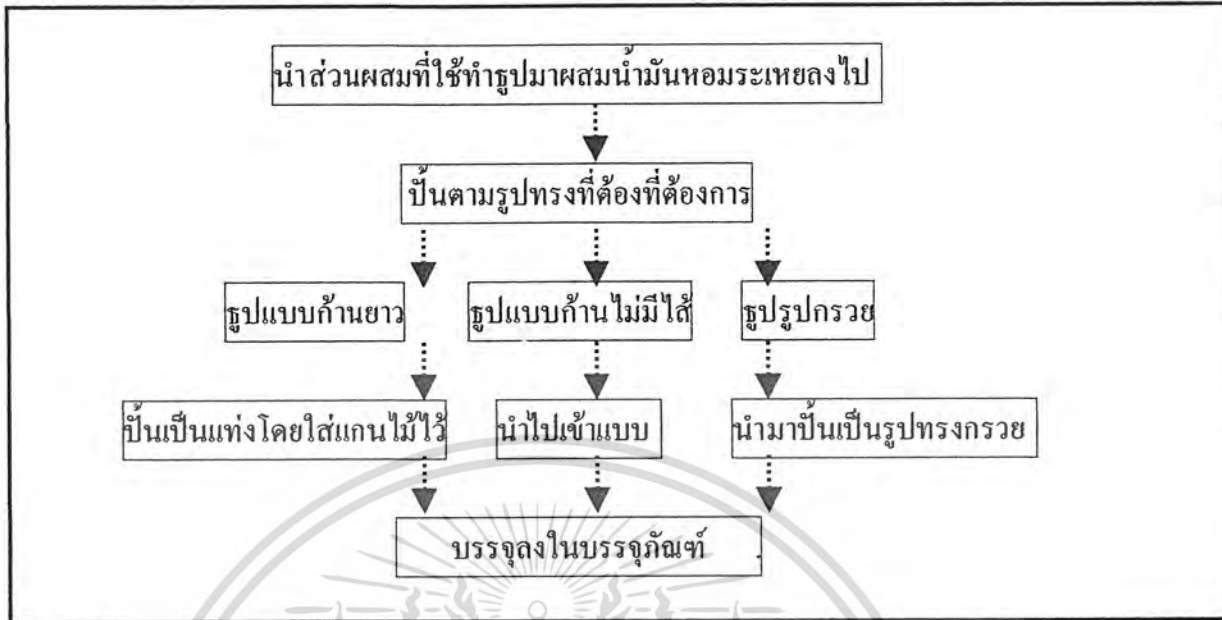 นำส่วนผสมที่ใช้ทำธูปมาผสมน้ำมันหอมระเหยลงไป
ปั้นตามรูปทรงที่ต้องที่ต้องการ
ธูปแบบก้านยาว
ธูปแบบก้านไม่มีไส้
ธูปรูปกรวย
ปั้นเป็นแท่งโดยใส่แกนไม้ไว้
นำไปเข้าแบบ
นำมาปั้นเป็นรูปทรงกรวย
บรรจุลงในบรรจุภัณฑ์